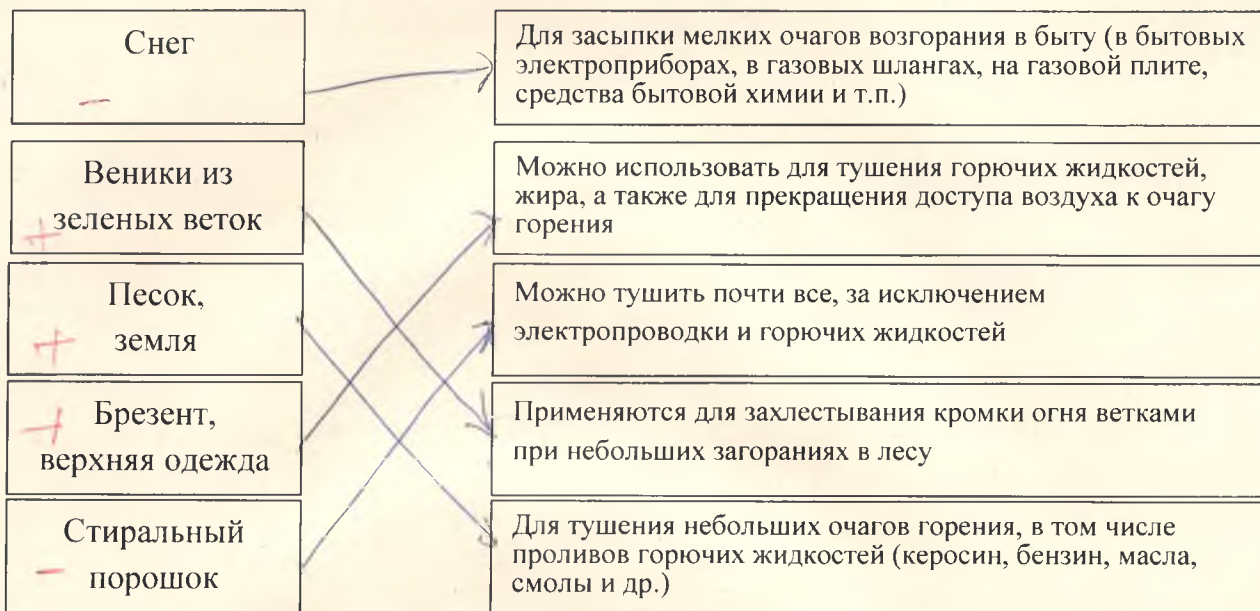 Снег
Для засыпки мелких очагов возгорания в быту (в бытовых
электроприборах, в газовых шлангах, на газовой плите,
средства бытовой химии и т.п.)
Веники из
зеленых веток
Можно использовать для тушения горючих жидкостей,
жира, а также для прекращения доступа воздуха к очагу
горения
Песок,
земля
Можно тушить почти все, за исключением
электропроводки и горючих жидкостей
Брезент,
верхняя одежда
Применяются для захлестывания кромки огня ветками
при небольших загораниях в лесу
Стиральный
порошок
Для тушения небольших очагов горения, в том числе
проливов горючих жидкостей (керосин, бензин, масла,
смолы и др.)